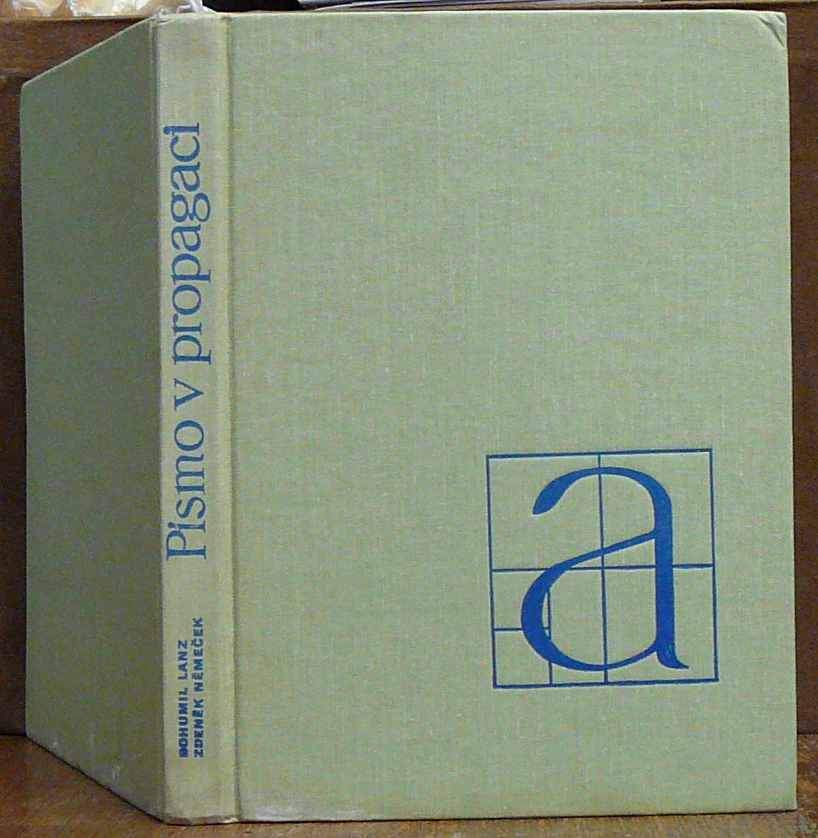 Písmo v propagaci
BOHUMIL LANZ
ZDENĚK NĚMEČEK
a